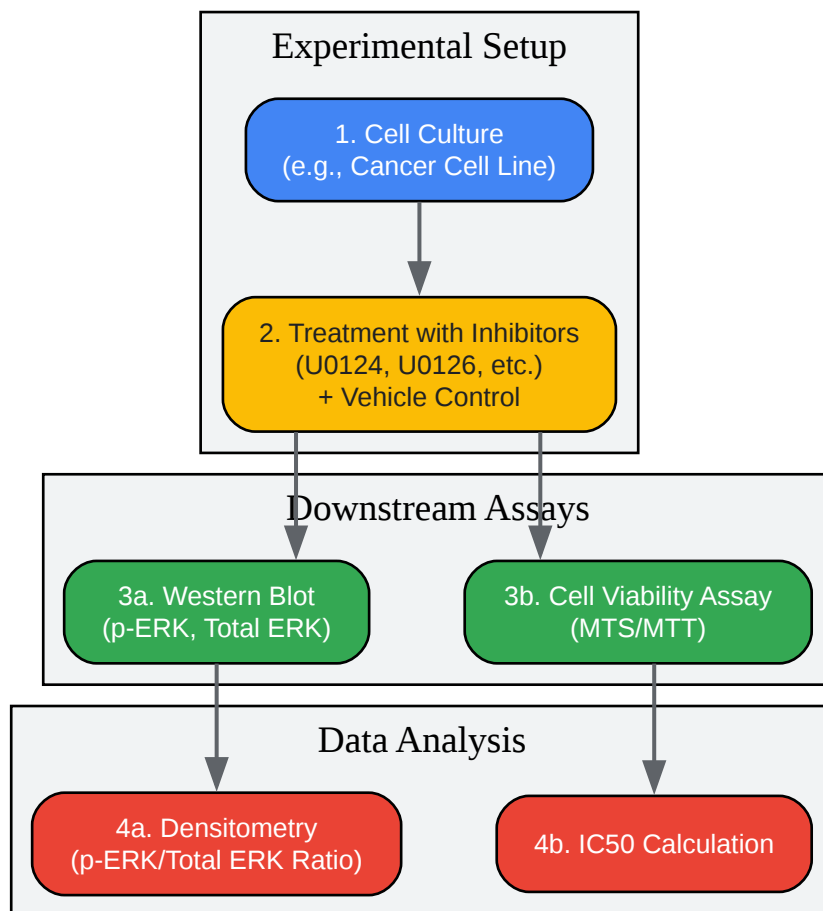 Experimental Setup
1. Cell Culture
(e.g., Cancer Cell Line)
2. Treatment with Inhibitors
(U0124, U0126, etc.)
+ Vehicle Control
Downstream Assays
3a. Western Blot
(p-ERK, Total ERK)
3b. Cell Viability Assay
(MTS/MTT)
Data Analysis
4a. Densitometry
(p-ERK/Total ERK Ratio)
4b. IC50 Calculation